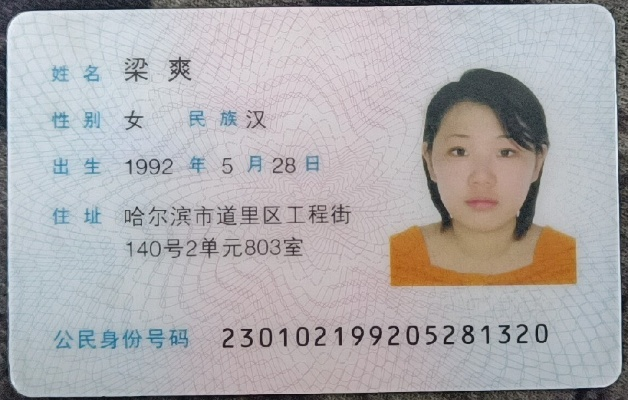 姓名 梁爽
性别 女 民族 汉
出生 1992 年 5 月 28 日
住址 哈尔滨市道里区工程街
140号2单元803室
公民身份号码 230102199205281320